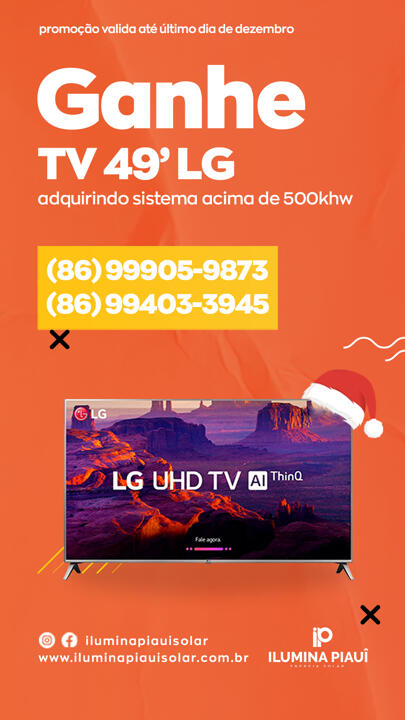 promoção valida até último dia de dezembro
Ganhe
TV 49' LG
adquirindo sistema acima de 500khw
(86) 99905-9873
(86) 99403-3945
LG
LG UHD TV AI ThinQ
Fale agora.
iluminapiauisolar
www.iluminapiauisolar.com.br
ip
ILUMINA PIAUÎ
ENERGIA SOLAR